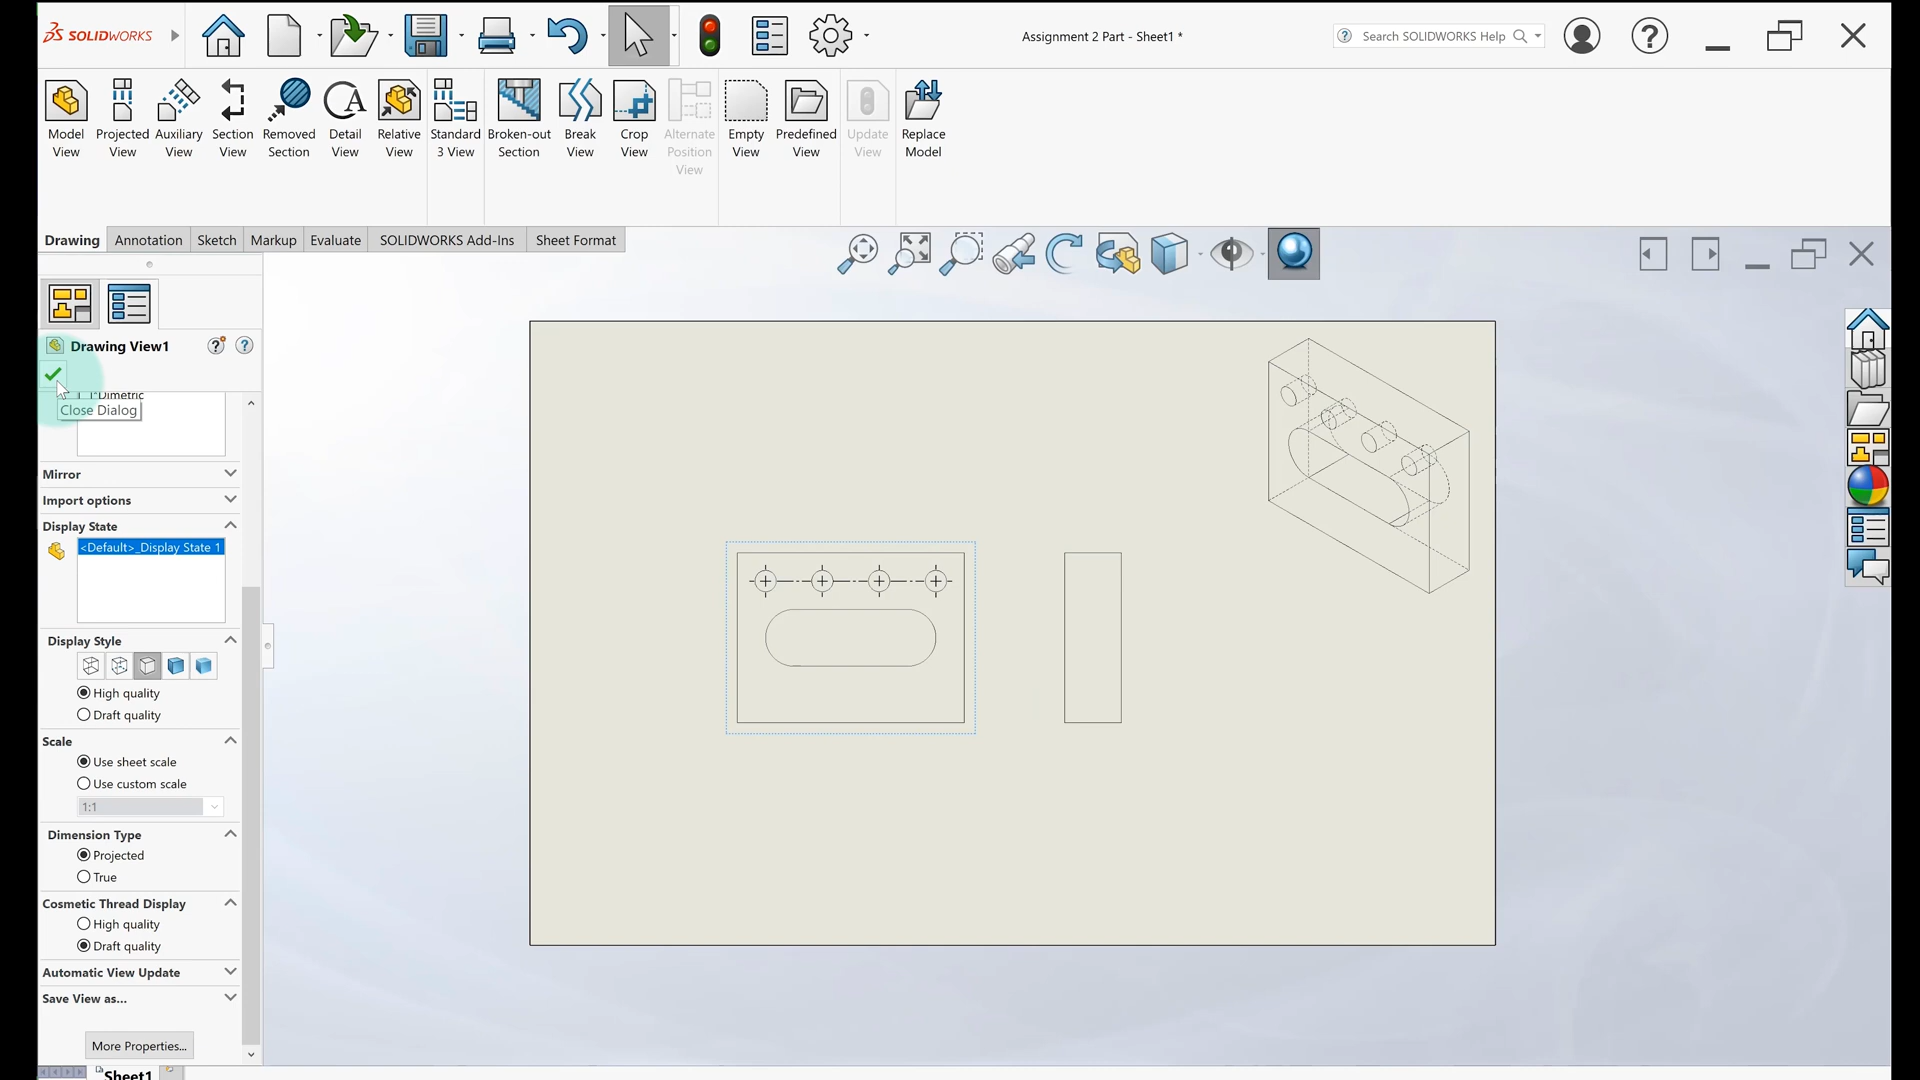 SOLIDWORKS
Assignment 2 Part - Sheet1 *
Search SOLIDWORKS Help
Model View
Projected View
Auxiliary View
Section View
Removed Section
Detail View
Relative View
Standard 3 View
Broken-out Section
Break View
Crop View
Alternate Position View
Empty View
Predefined View
Update View
Replace Model
Drawing
Annotation
Sketch
Markup
Evaluate
SOLIDWORKS Add-Ins
Sheet Format
Drawing View1
*Dimetric
Close Dialog
Mirror
Import options
Display State
<Default>_Display State 1
Display Style
High quality
Draft quality
Scale
Use sheet scale
Use custom scale
1:1
Dimension Type
Projected
True
Cosmetic Thread Display
High quality
Draft quality
Automatic View Update
Save View as...
More Properties...
Sheet1